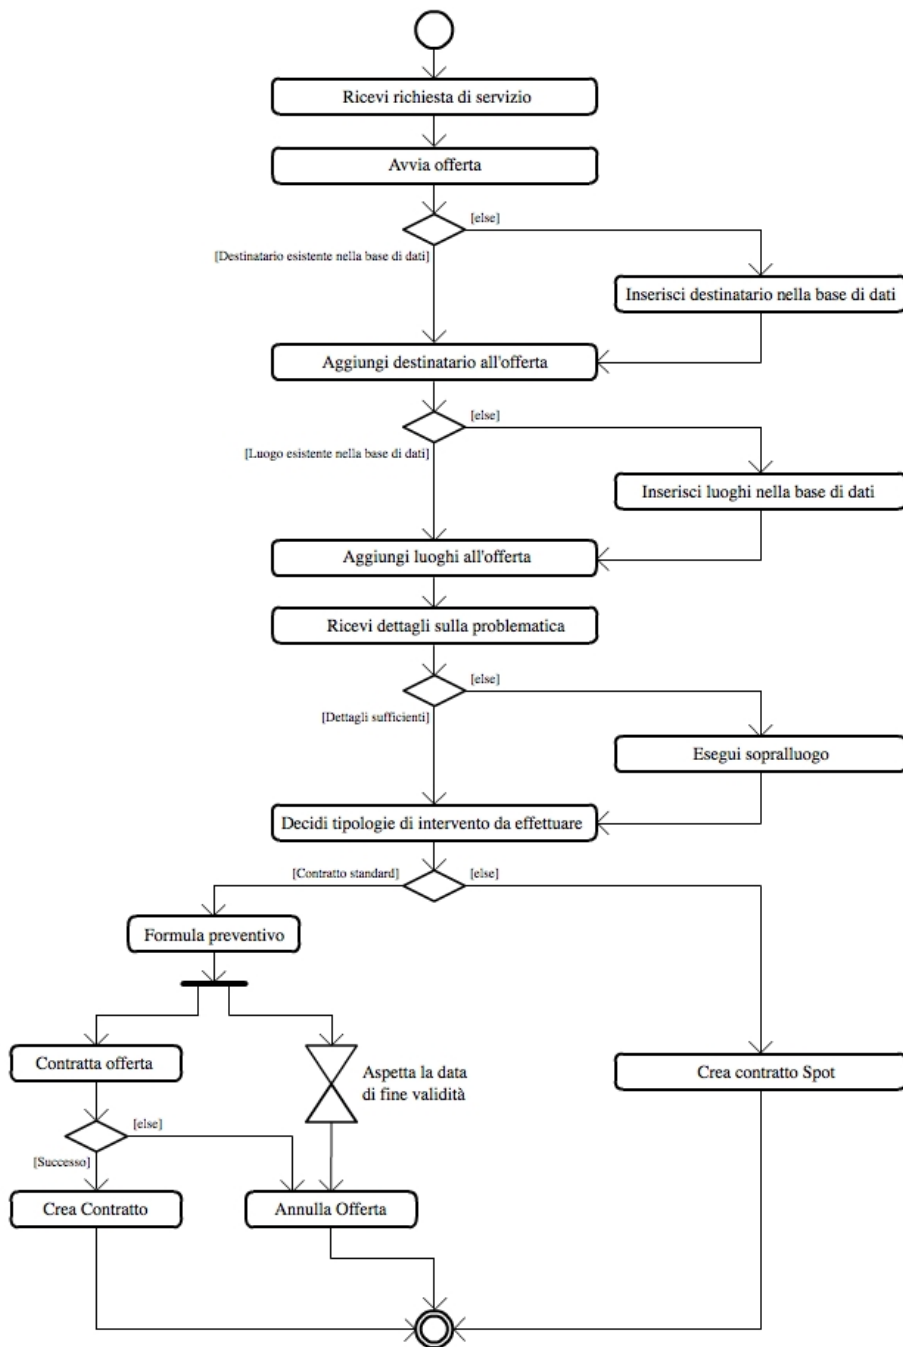 Ricevi richiesta di servizio
Avvia offerta
[else]
[Destinatario esistente nella base di dati]
Inserisci destinatario nella base di dati
Aggiungi destinatario all'offerta
[else]
[Luogo esistente nella base di dati]
Inserisci luoghi nella base di dati
Aggiungi luoghi all'offerta
Ricevi dettagli sulla problematica
[else]
[Dettagli sufficienti]
Esegui sopralluogo
Decidi tipologie di intervento da effettuare
[Contratto standard]
[else]
Formula preventivo
Contratta offerta
Aspetta la data
di fine validità
Crea contratto Spot
[else]
[Successo]
Crea Contratto
Annulla Offerta